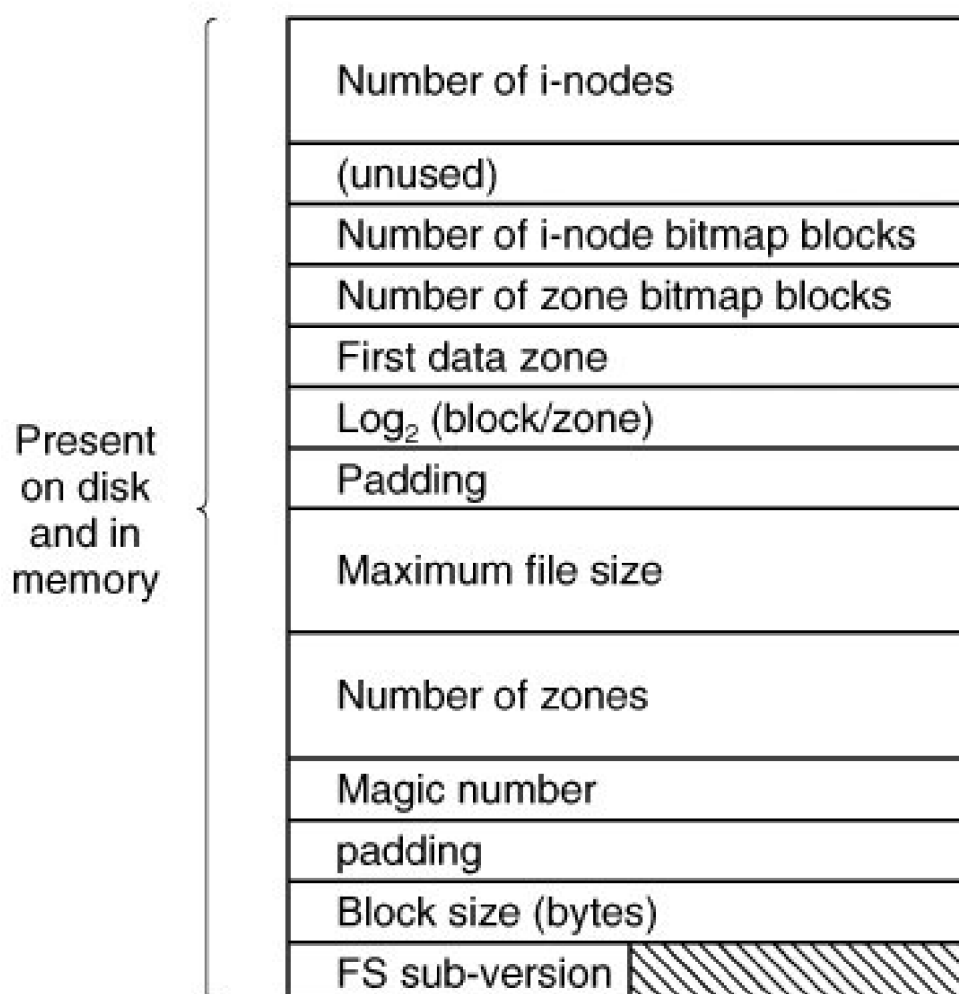 Number of i-nodes
(unused)
Number of i-node bitmap blocks
Number of zone bitmap blocks
First data zone
Log₂ (block/zone)
Present
on disk
and in
memory
Padding
Maximum file size
Number of zones
Magic number
padding
Block size (bytes)
FS sub-version